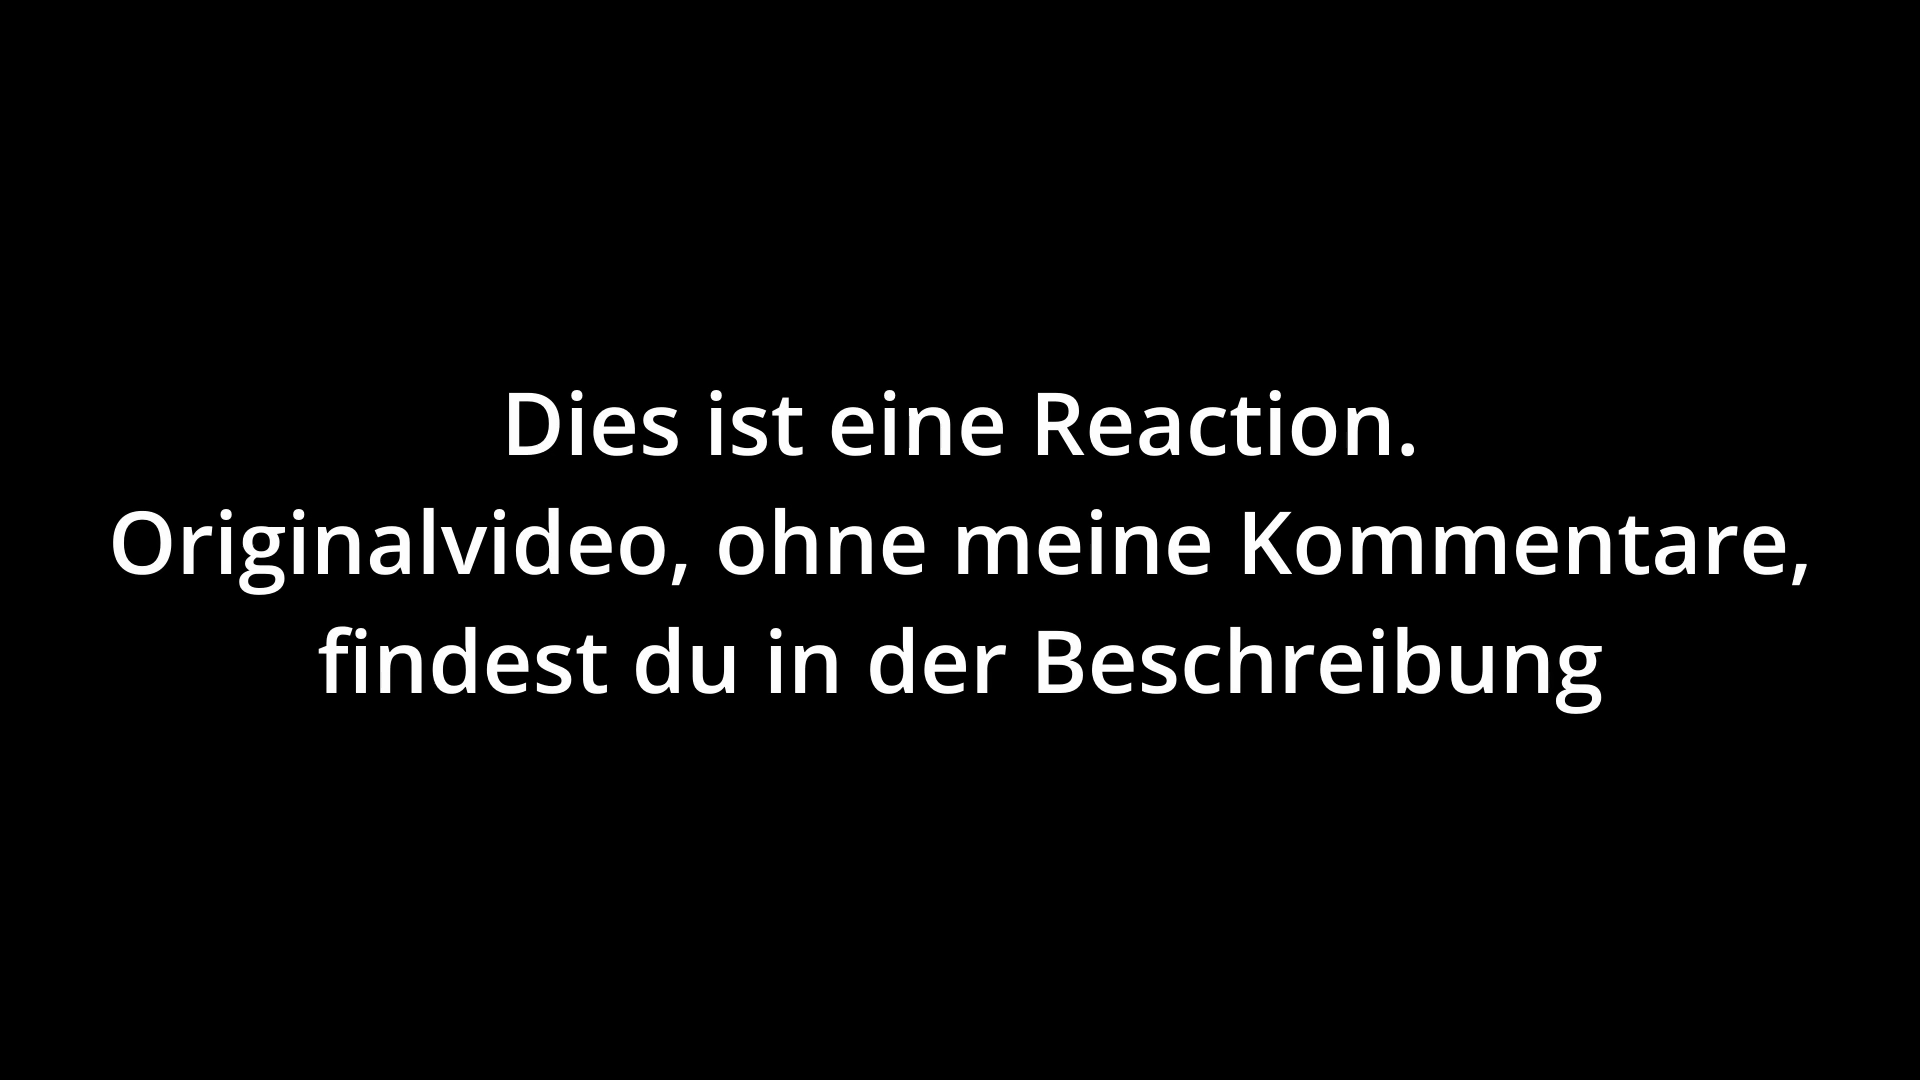 Dies ist eine Reaction.
Originalvideo, ohne meine Kommentare,
findest du in der Beschreibung